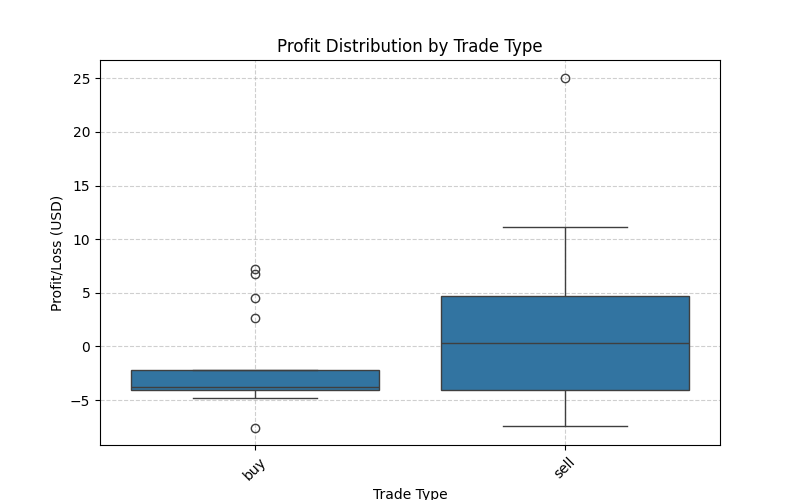 Profit Distribution by Trade Type
Profit/Loss (USD)
25
20
15
10
5
0
−5
buy
sell
Trade Type